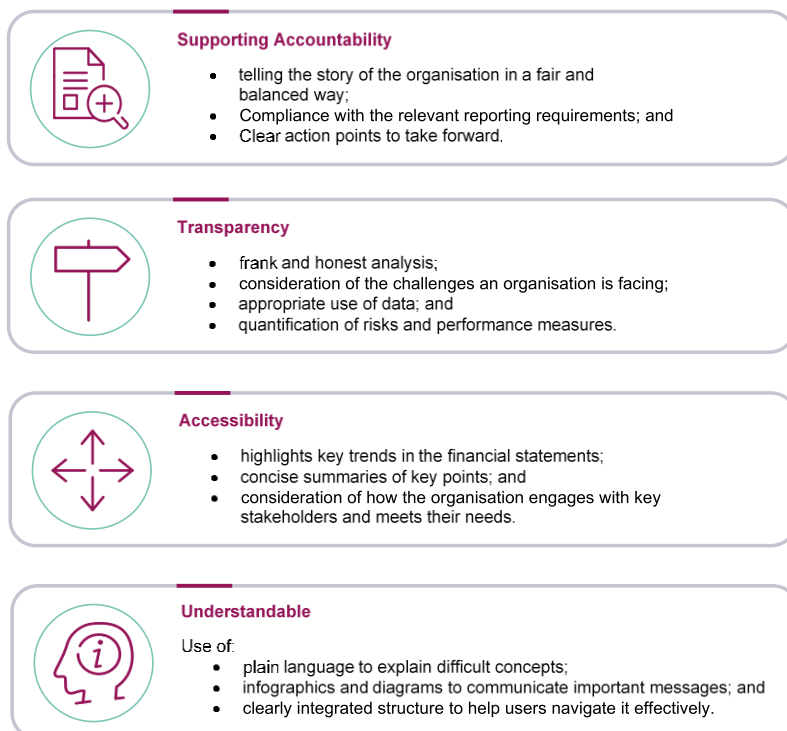 Supporting Accountability
• telling the story of the organisation in a fair and
balanced way;
• Compliance with the relevant reporting requirements; and
• Clear action points to take forward.
Transparency
• frank and honest analysis;
• consideration of the challenges an organisation is facing;
• appropriate use of data; and
• quantification of risks and performance measures.
Accessibility
• highlights key trends in the financial statements;
• concise summaries of key points; and
• consideration of how the organisation engages with key
stakeholders and meets their needs.
Understandable
Use of:
• plain language to explain difficult concepts;
• infographics and diagrams to communicate important messages; and
• clearly integrated structure to help users navigate it effectively.